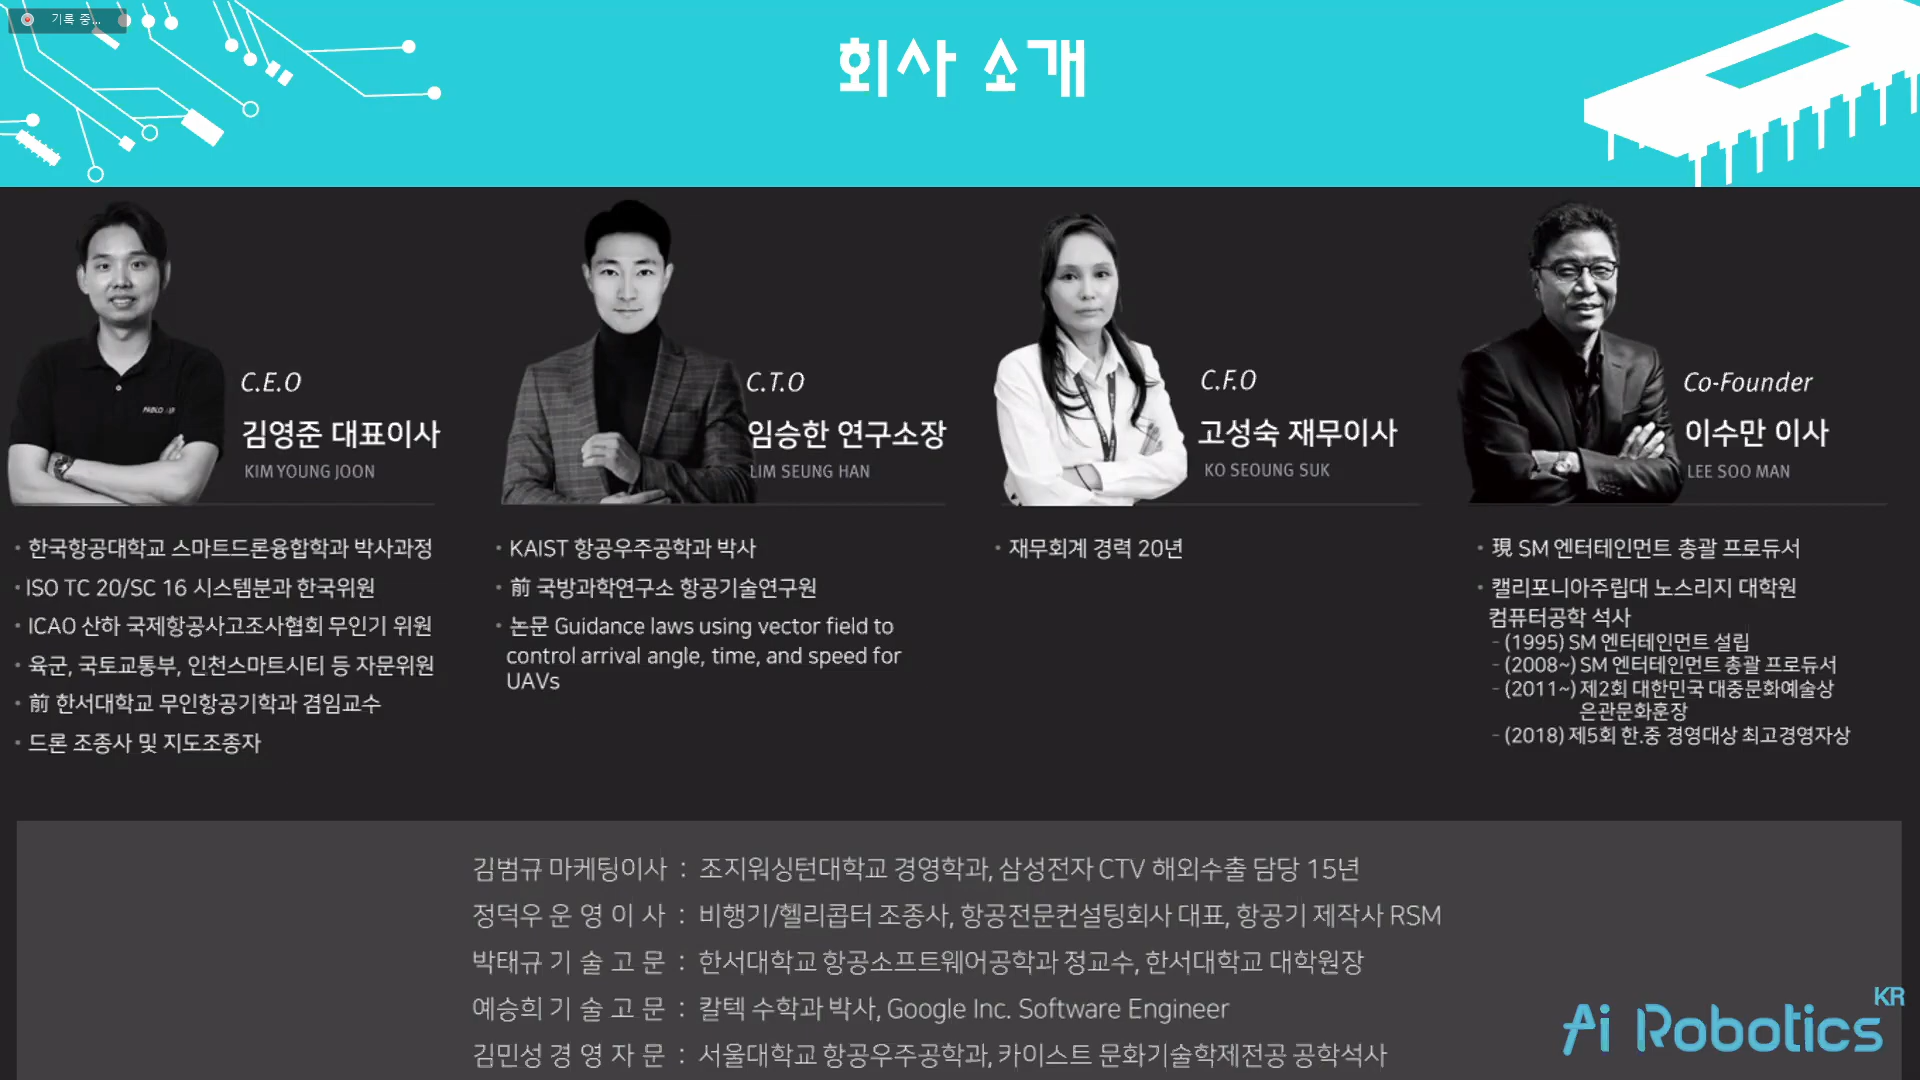 기록 중...
회사 소개
C.E.O
김영준 대표이사
KIM YOUNG JOON
• 한국항공대학교 스마트드론융합학과 박사과정
• ISO TC 20/SC 16 시스템분과 한국위원
• ICAO 산하 국제항공사고조사협회 무인기 위원
• 육군, 국토교통부, 인천스마트시티 등 자문위원
• 前 한서대학교 무인항공기학과 겸임교수
• 드론 조종사 및 지도조종자
C.T.O
임승한 연구소장
LIM SEUNG HAN
• KAIST 항공우주공학과 박사
• 前 국방과학연구소 항공기술연구원
• 논문 Guidance laws using vector field to
control arrival angle, time, and speed for
UAVs
C.F.O
고성숙 재무이사
KO SEOUNG SUK
• 재무회계 경력 20년
Co-Founder
이수만 이사
LEE SOO MAN
• 現 SM 엔터테인먼트 총괄 프로듀서
• 캘리포니아주립대 노스리지 대학원
컴퓨터공학 석사
- (1995) SM 엔터테인먼트 설립
- (2008~) SM 엔터테인먼트 총괄 프로듀서
- (2011~) 제2회 대한민국 대중문화예술상
은관문화훈장
- (2018) 제5회 한.중 경영대상 최고경영자상
김범규 마케팅이사 : 조지워싱턴대학교 경영학과, 삼성전자 CTV 해외수출 담당 15년
정덕우 운 영 이 사 : 비행기/헬리콥터 조종사, 항공전문컨설팅회사 대표, 항공기 제작사 RSM
박태규 기 술 고 문 : 한서대학교 항공소프트웨어공학과 정교수, 한서대학교 대학원장
예승희 기 술 고 문 : 칼텍 수학과 박사, Google Inc. Software Engineer
김민성 경 영 자 문 : 서울대학교 항공우주공학과, 카이스트 문화기술학제전공 공학석사
Ai Robotics KR